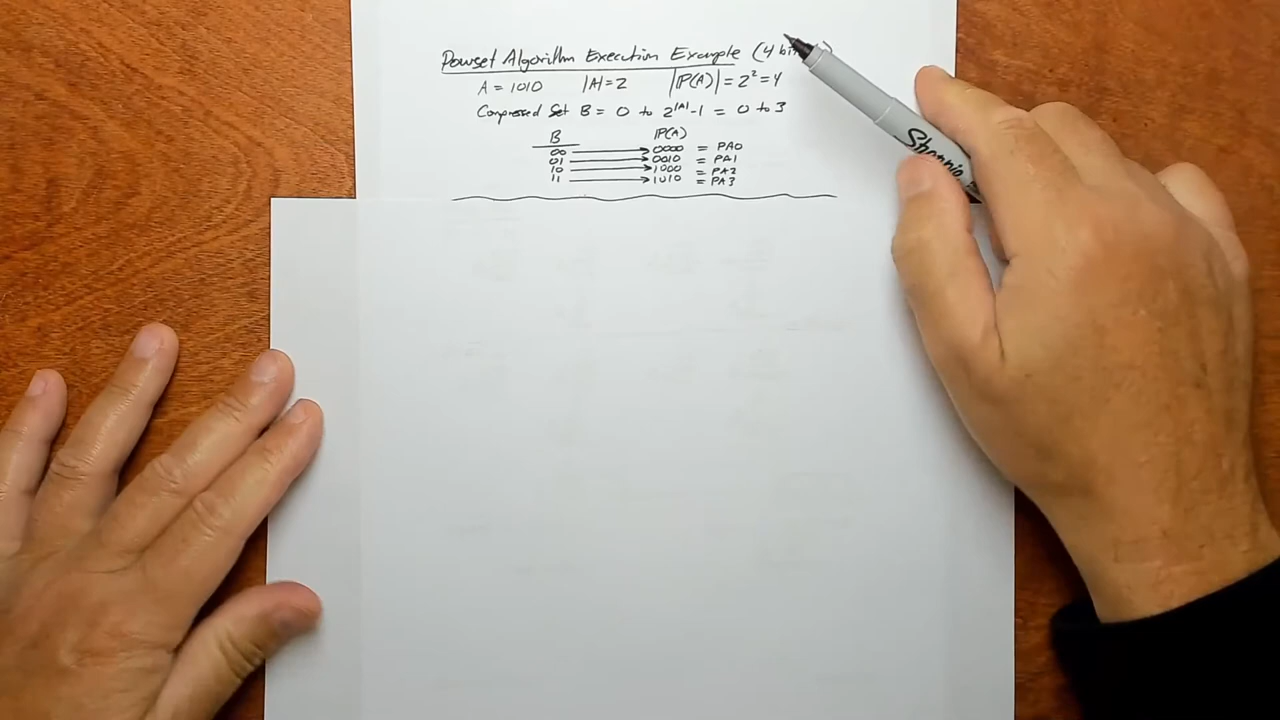 Powset Algorithm Execution Example (4 bit
A = 1010 |A|=2 |P(A)| = 2² = 4
Compressed Set B = 0 to 2^|A| - 1 = 0 to 3
B IP(A)
00 → 0000 = PA0
01 → 0010 = PA1
10 → 1000 = PA2
11 → 1010 = PA3
Sharpie